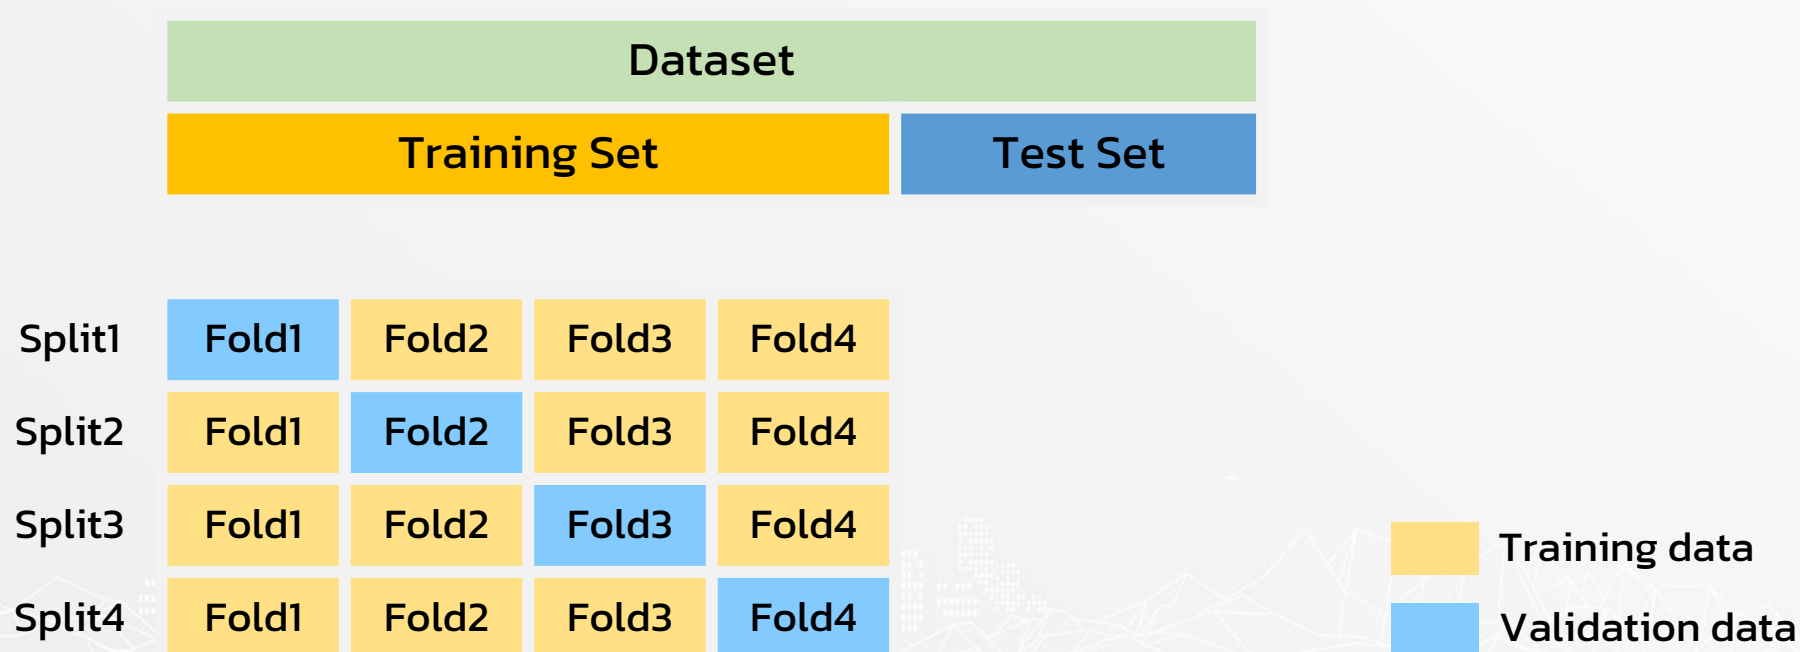 Dataset
Training Set Test Set
Split1 Fold1 Fold2 Fold3 Fold4
Split2 Fold1 Fold2 Fold3 Fold4
Split3 Fold1 Fold2 Fold3 Fold4
Training data
Split4 Fold1 Fold2 Fold3 Fold4
Validation data